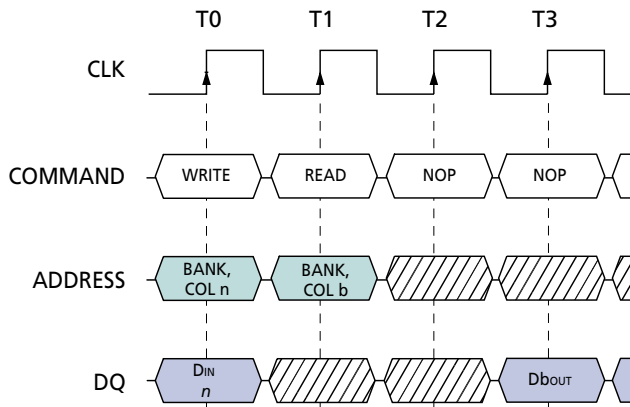 T0 T1 T2 T3
CLK
COMMAND WRITE READ NOP NOP
ADDRESS BANK, COL n BANK, COL b
DQ DIN n DbOUT